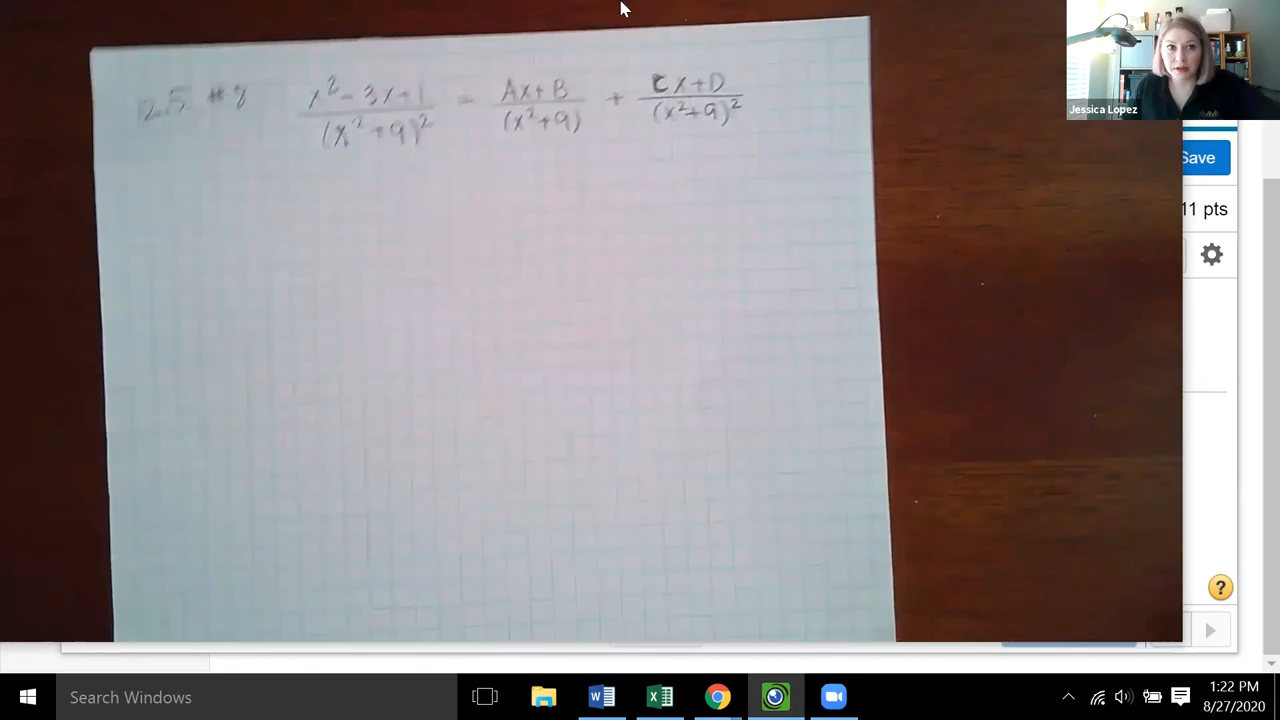 Jessica Lopez
2.5 #8 x² - 3x + 1 / (x² + 9)² = Ax + B / (x² + 9) + Cx + D / (x² + 9)²
Save
11 pts
?
Search Windows
1:22 PM
8/27/2020